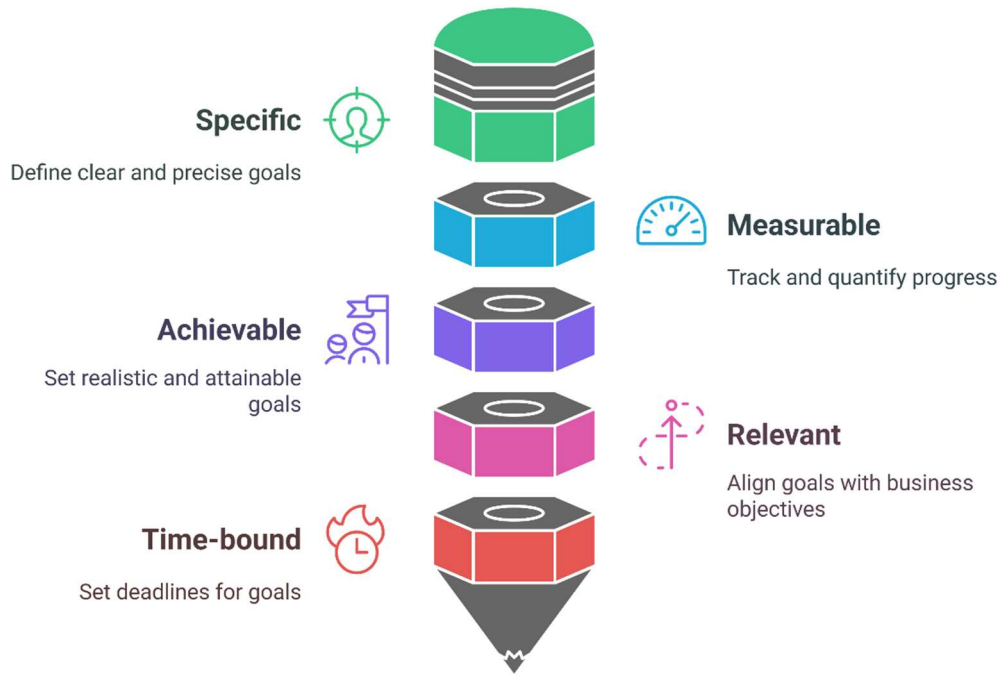 Specific
Define clear and precise goals
Measurable
Track and quantify progress
Achievable
Set realistic and attainable
goals
Relevant
Align goals with business
objectives
Time-bound
Set deadlines for goals